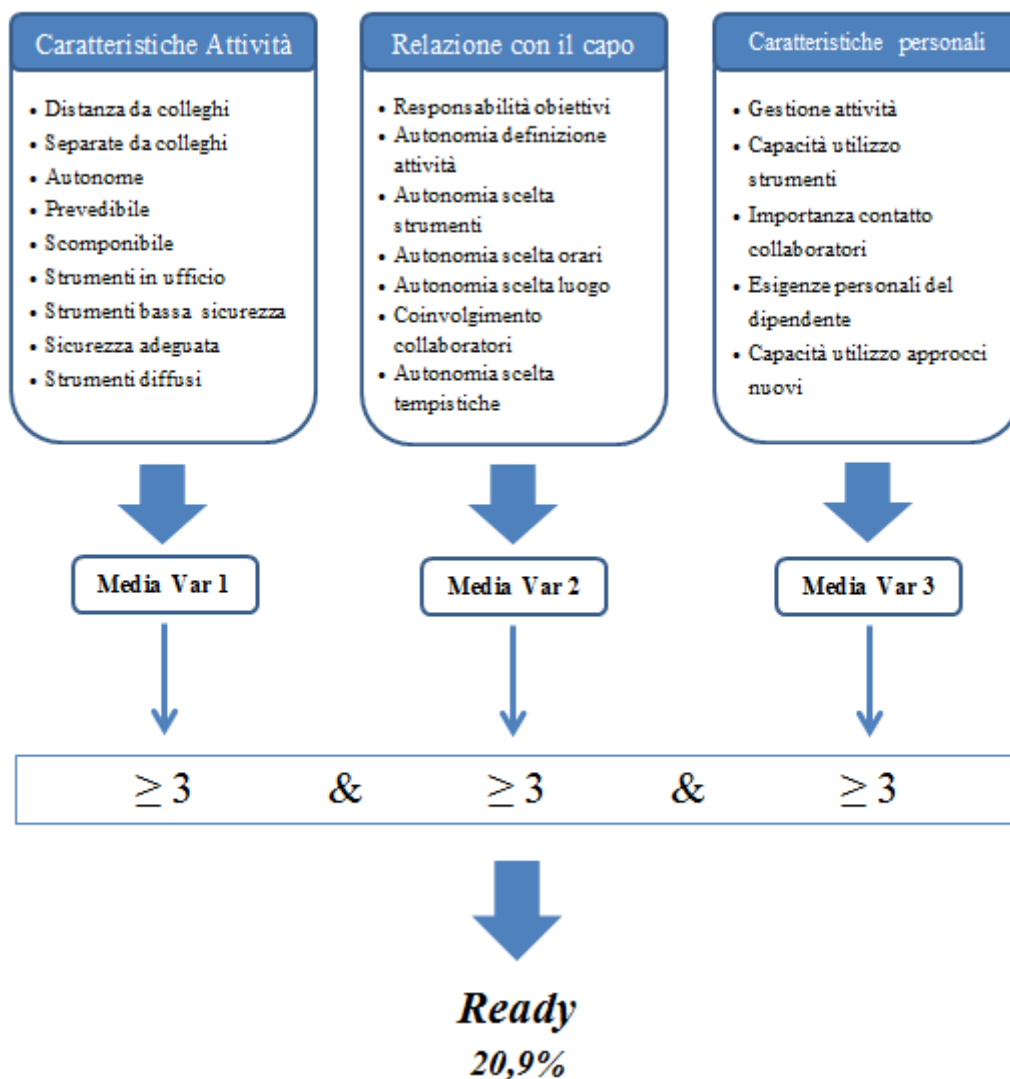 Caratteristiche Attività
• Distanza da colleghi
• Separate da colleghi
• Autonome
• Prevedibile
• Scomponibile
• Strumenti in ufficio
• Strumenti bassa sicurezza
• Sicurezza adeguata
• Strumenti diffusi
Relazione con il capo
• Responsabilità obiettivi
• Autonomia definizione
attività
• Autonomia scelta
strumenti
• Autonomia scelta orari
• Autonomia scelta luogo
• Coinvolgimento
collaboratori
• Autonomia scelta
tempistiche
Caratteristiche personali
• Gestione attività
• Capacità utilizzo
strumenti
• Importanza contatto
collaboratori
• Esigenze personali del
dipendente
• Capacità utilizzo approcci
nuovi
Media Var 1
Media Var 2
Media Var 3
≥ 3 & ≥ 3 & ≥ 3
Ready
20,9%